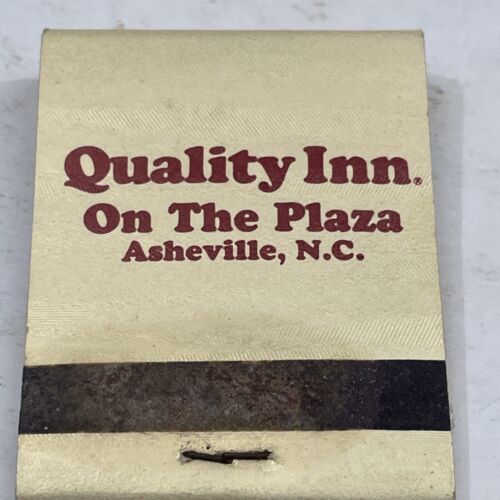 Quality Inn®
On The Plaza
Asheville, N.C.